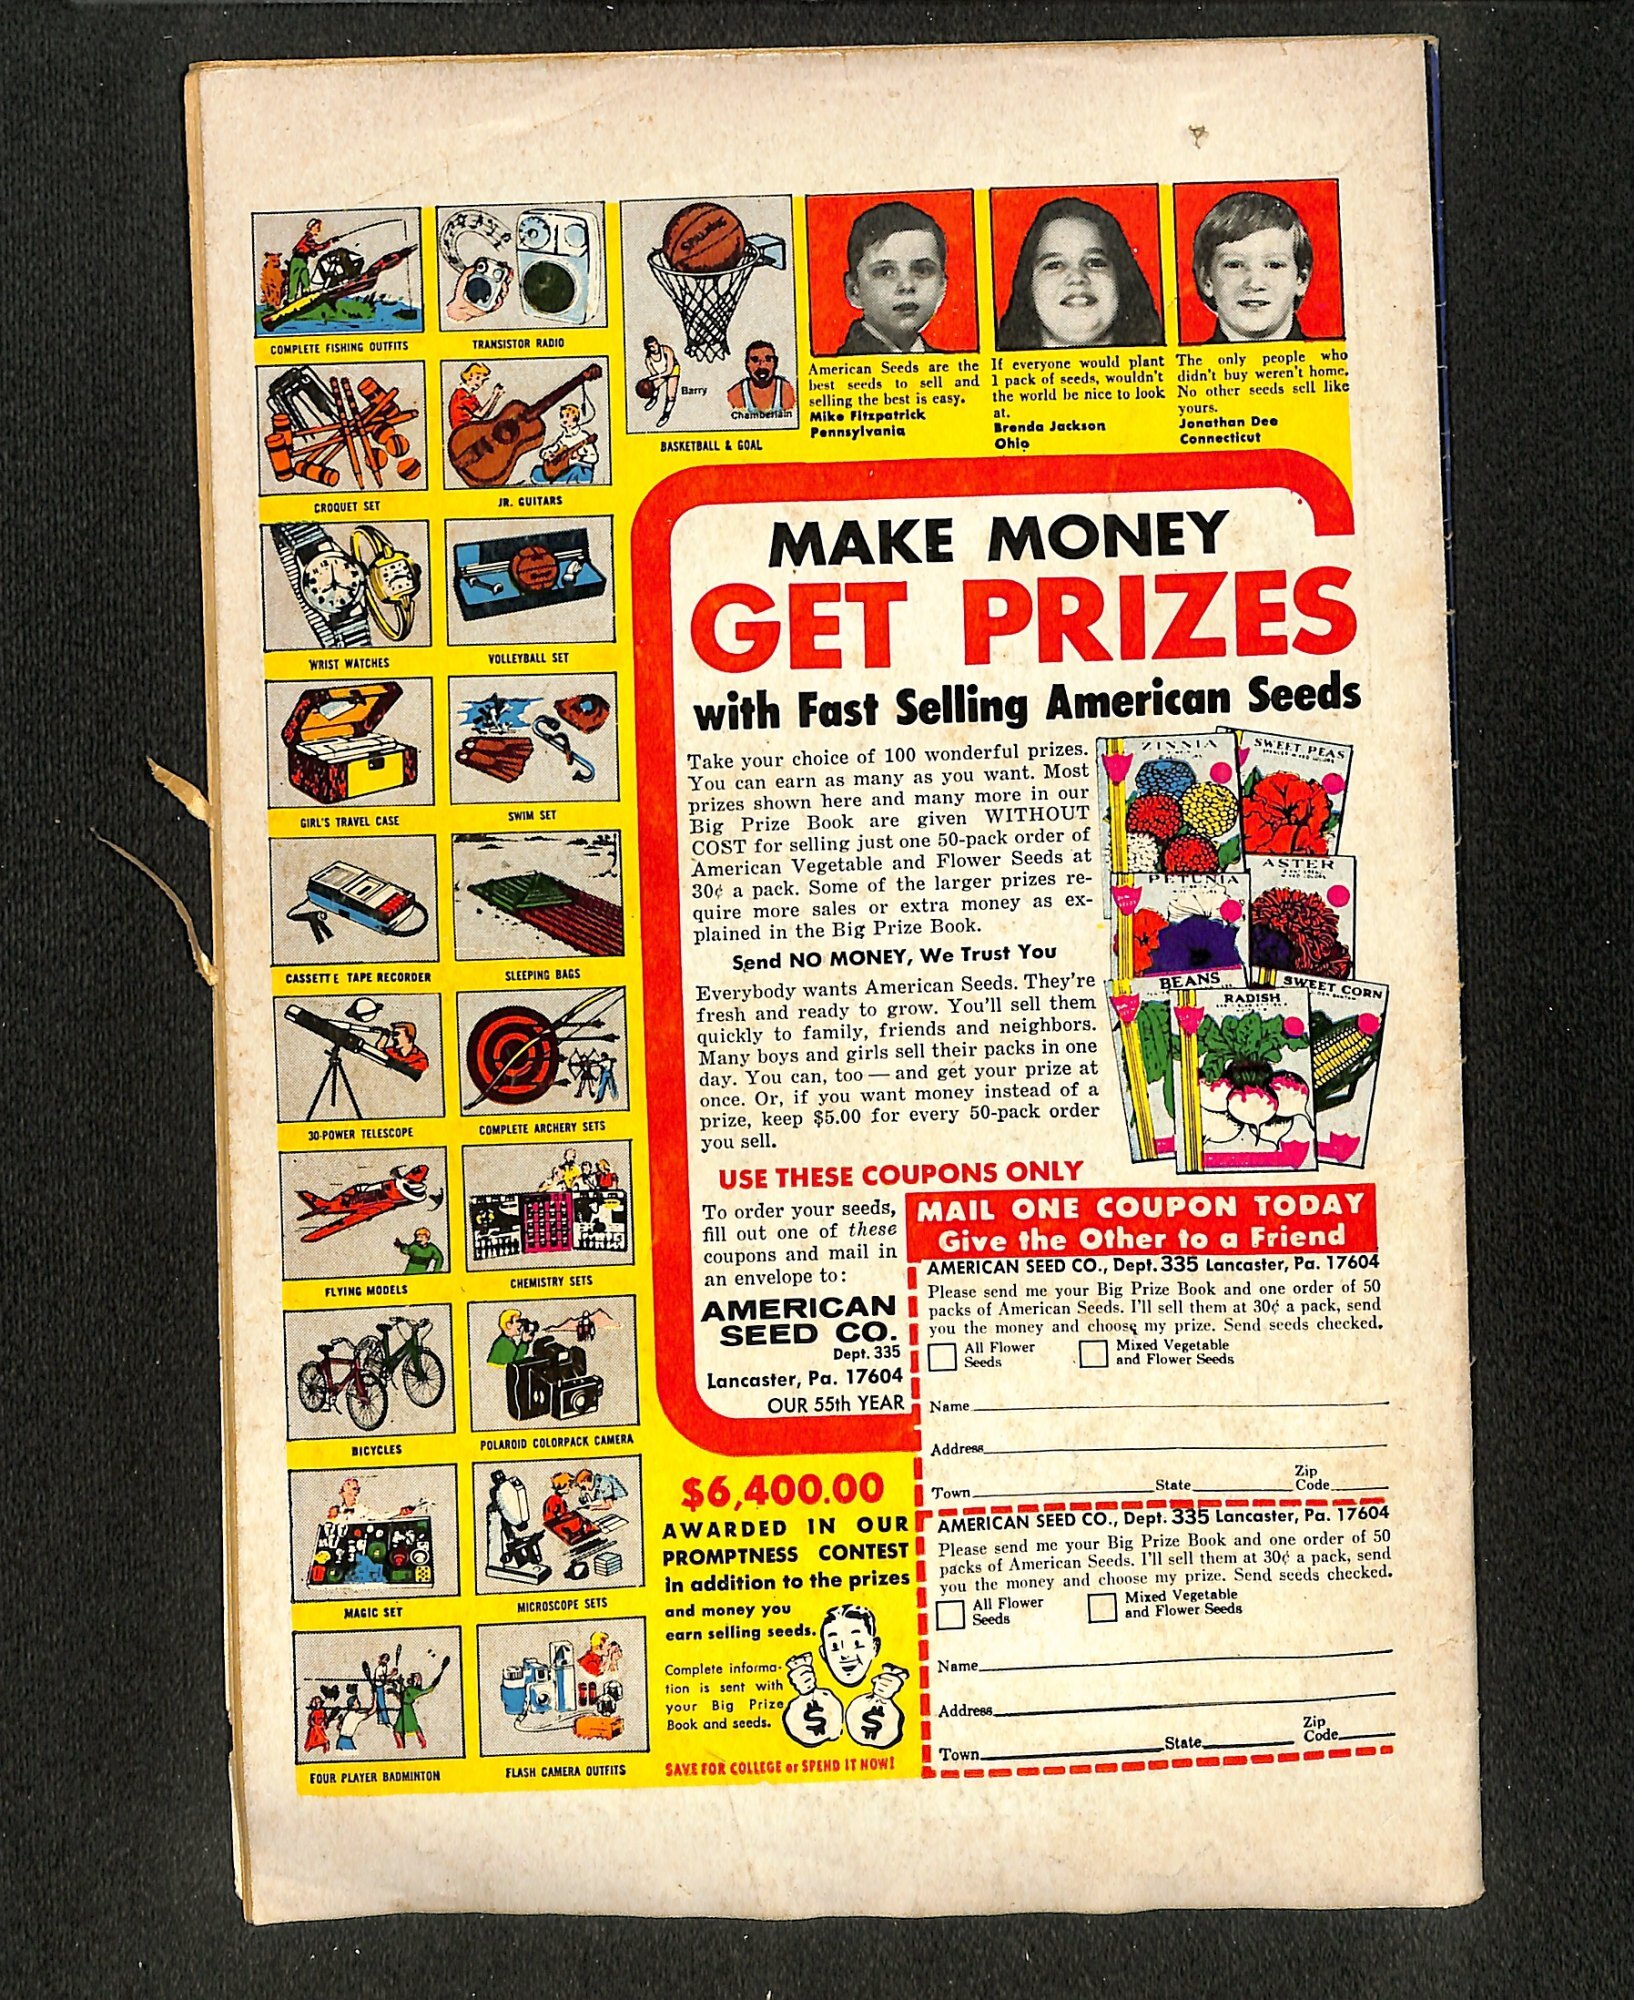 COMPLETE FISHING OUTFITS
TRANSISTOR RADIO
Spalding
Barry
Chamberlain
BASKETBALL & GOAL
CROQUET SET
JR. GUITARS
WRIST WATCHES
VOLLEYBALL SET
GIRL'S TRAVEL CASE
SWIM SET
CASSETTE TAPE RECORDER
SLEEPING BAGS
30-POWER TELESCOPE
COMPLETE ARCHERY SETS
FLYING MODELS
CHEMISTRY SETS
BICYCLES
POLAROID COLORPACK CAMERA
MAGIC SET
MICROSCOPE SETS
FOUR PLAYER BADMINTON
FLASH CAMERA OUTFITS
American Seeds are the
best seeds to sell and
selling the best is easy.
Mike Fitzpatrick
Pennsylvania
If everyone would plant
1 pack of seeds, wouldn't
the world be nice to look
at.
Brenda Jackson
Ohio
The only people who
didn't buy weren't home.
No other seeds sell like
yours.
Jonathan Dee
Connecticut
MAKE MONEY
GET PRIZES
with Fast Selling American Seeds
Take your choice of 100 wonderful prizes.
You can earn as many as you want. Most
prizes shown here and many more in our
Big Prize Book are given WITHOUT
COST for selling just one 50-pack order of
American Vegetable and Flower Seeds at
30¢ a pack. Some of the larger prizes re-
quire more sales or extra money as ex-
plained in the Big Prize Book.
Send NO MONEY, We Trust You
Everybody wants American Seeds. They're
fresh and ready to grow. You'll sell them
quickly to family, friends and neighbors.
Many boys and girls sell their packs in one
day. You can, too — and get your prize at
once. Or, if you want money instead of a
prize, keep $5.00 for every 50-pack order
you sell.
ZINNIA
SWEET PEAS
ASTER
PETUNIA
BEANS
SWEET CORN
RADISH
USE THESE COUPONS ONLY
To order your seeds,
fill out one of these
coupons and mail in
an envelope to:
AMERICAN
SEED CO.
Dept. 335
Lancaster, Pa. 17604
OUR 55th YEAR
MAIL ONE COUPON TODAY
Give the Other to a Friend
AMERICAN SEED CO., Dept. 335 Lancaster, Pa. 17604
Please send me your Big Prize Book and one order of 50
packs of American Seeds. I'll sell them at 30¢ a pack, send
you the money and choose my prize. Send seeds checked.
All Flower
Seeds
Mixed Vegetable
and Flower Seeds
Name
Address
Town State Zip
Code
AMERICAN SEED CO., Dept. 335 Lancaster, Pa. 17604
Please send me your Big Prize Book and one order of 50
packs of American Seeds. I'll sell them at 30¢ a pack, send
you the money and choose my prize. Send seeds checked.
All Flower
Seeds
Mixed Vegetable
and Flower Seeds
Name
Address
Town State Zip
Code
$6,400.00
AWARDED IN OUR
PROMPTNESS CONTEST
in addition to the prizes
and money you
earn selling seeds.
Complete informa-
tion is sent with
your Big Prize
Book and seeds.
$ $
SAVE FOR COLLEGE or SPEND IT NOW!